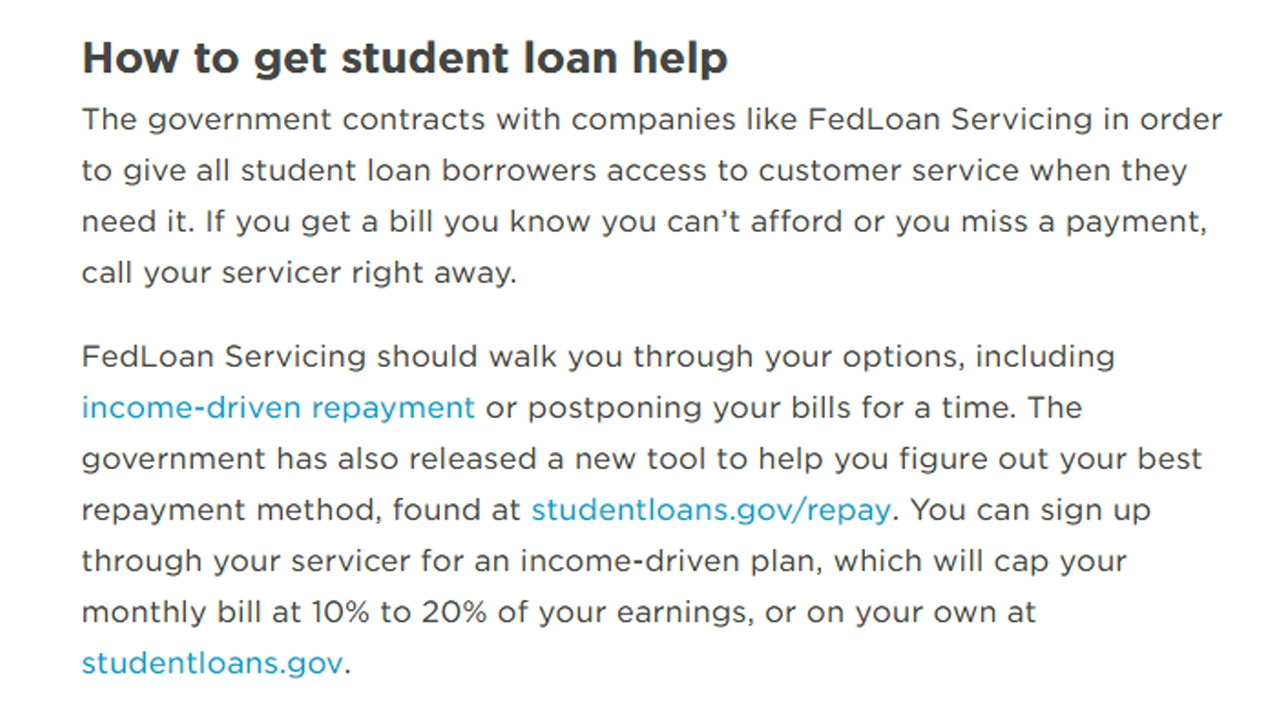 How to get student loan help
The government contracts with companies like FedLoan Servicing in order
to give all student loan borrowers access to customer service when they
need it. If you get a bill you know you can’t afford or you miss a payment,
call your servicer right away.
FedLoan Servicing should walk you through your options, including
income-driven repayment or postponing your bills for a time. The
government has also released a new tool to help you figure out your best
repayment method, found at studentloans.gov/repay. You can sign up
through your servicer for an income-driven plan, which will cap your
monthly bill at 10% to 20% of your earnings, or on your own at
studentloans.gov.